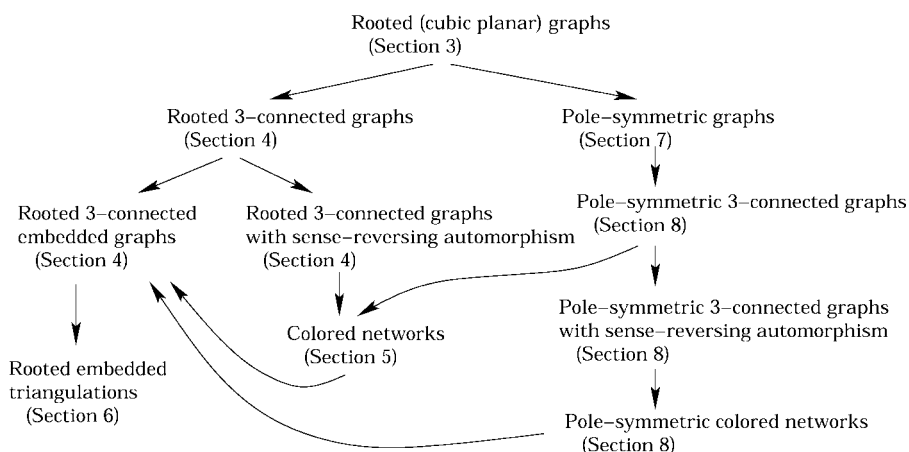 Rooted (cubic planar) graphs
(Section 3)
Rooted 3-connected graphs
(Section 4)
Pole-symmetric graphs
(Section 7)
Rooted 3-connected
embedded graphs
(Section 4)
Rooted 3-connected graphs
with sense-reversing automorphism
(Section 4)
Pole-symmetric 3-connected graphs
(Section 8)
Colored networks
(Section 5)
Pole-symmetric 3-connected graphs
with sense-reversing automorphism
(Section 8)
Rooted embedded
triangulations
(Section 6)
Pole-symmetric colored networks
(Section 8)